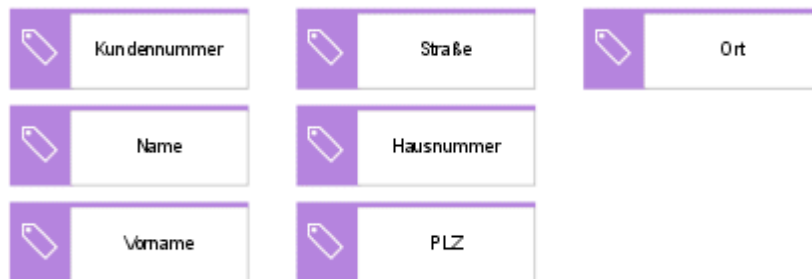 Kundennummer
Name
Vorname
Straße
Hausnummer
PLZ
Ort